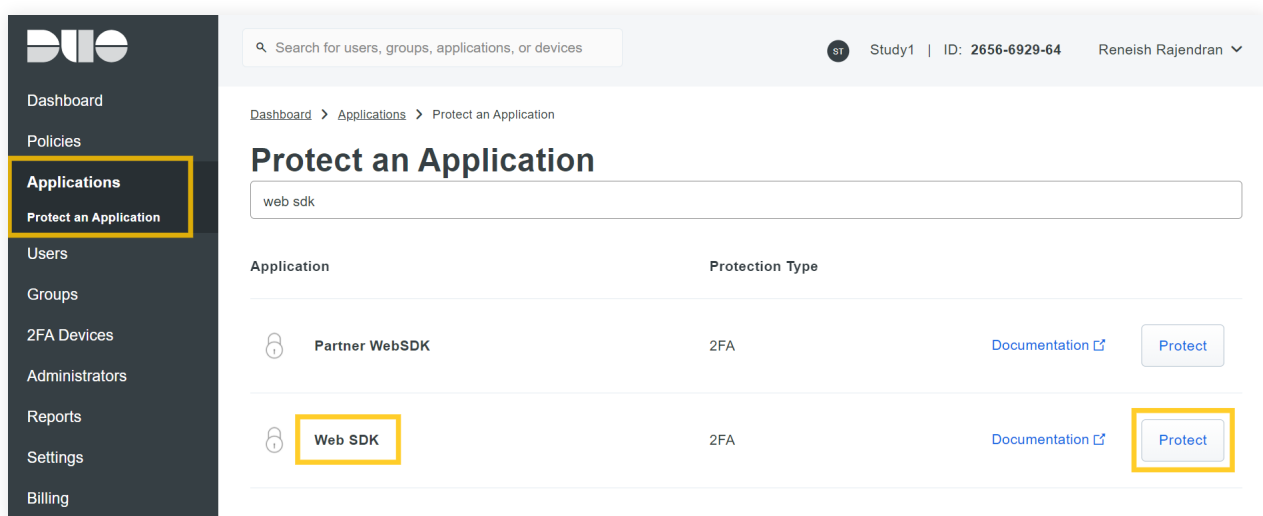 DUO
Search for users, groups, applications, or devices
ST Study1 | ID: 2656-6929-64 Reneish Rajendran
Dashboard
Policies
Applications
Protect an Application
Users
Groups
2FA Devices
Administrators
Reports
Settings
Billing
Dashboard > Applications > Protect an Application
Protect an Application
web sdk
Application Protection Type
Partner WebSDK 2FA Documentation Protect
Web SDK 2FA Documentation Protect